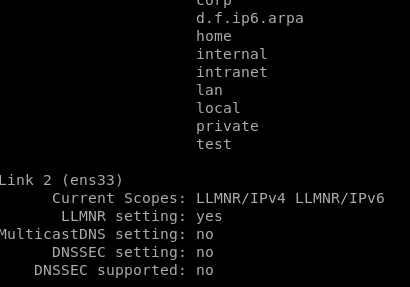 corp
d.f.ip6.arpa
home
internal
intranet
lan
local
private
test
Link 2 (ens33)
Current Scopes: LLMNR/IPv4 LLMNR/IPv6
LLMNR setting: yes
MulticastDNS setting: no
DNSSEC setting: no
DNSSEC supported: no